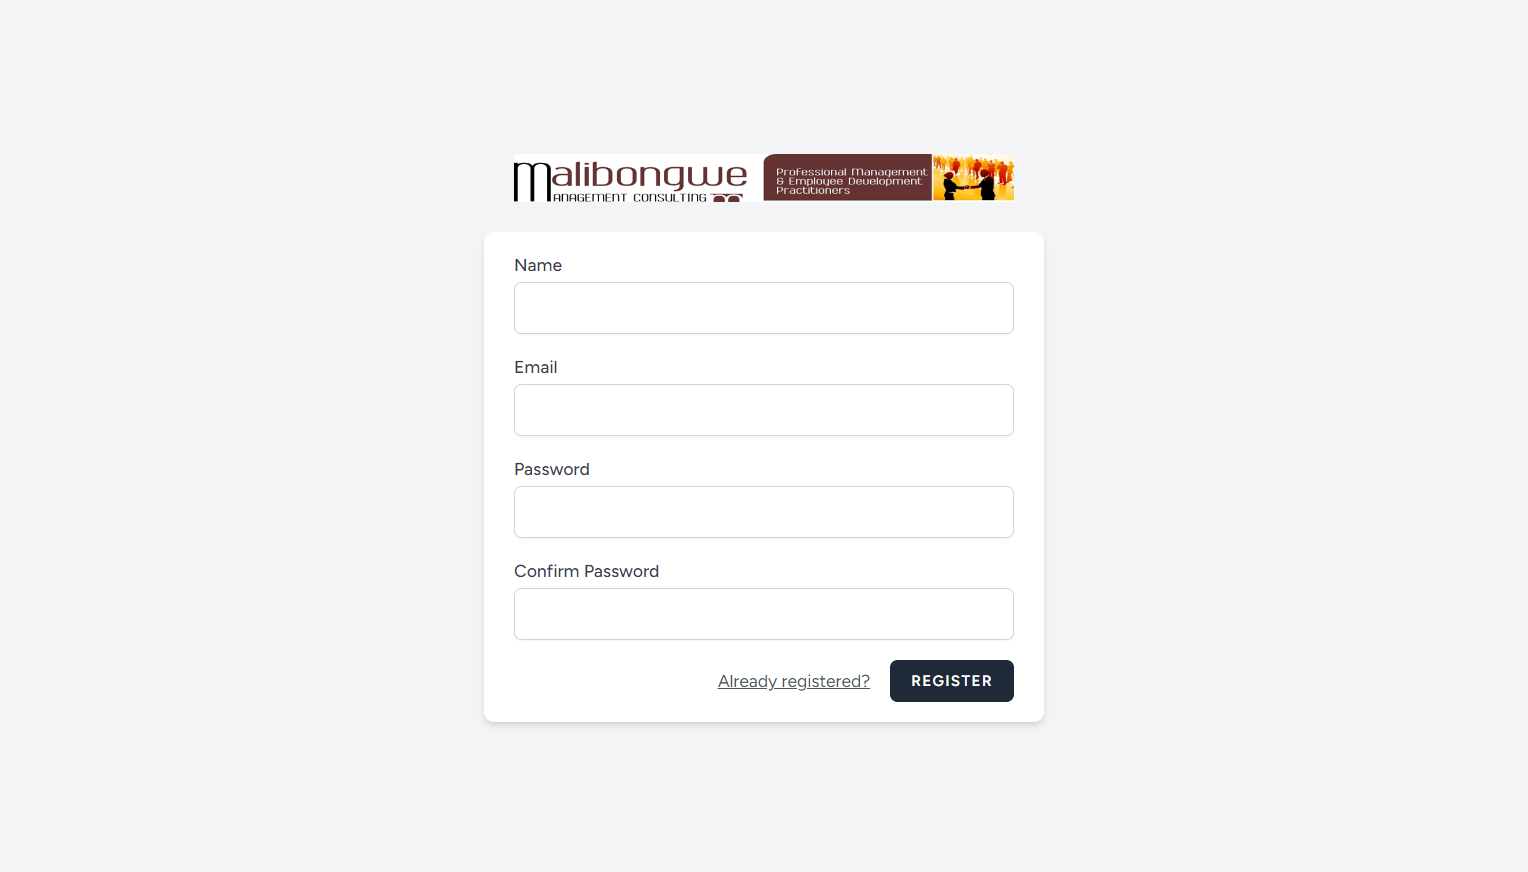 malibongwe
MANAGEMENT CONSULTING
Professional Management
& Employee Development
Practitioners
Name
Email
Password
Confirm Password
Already registered?
REGISTER